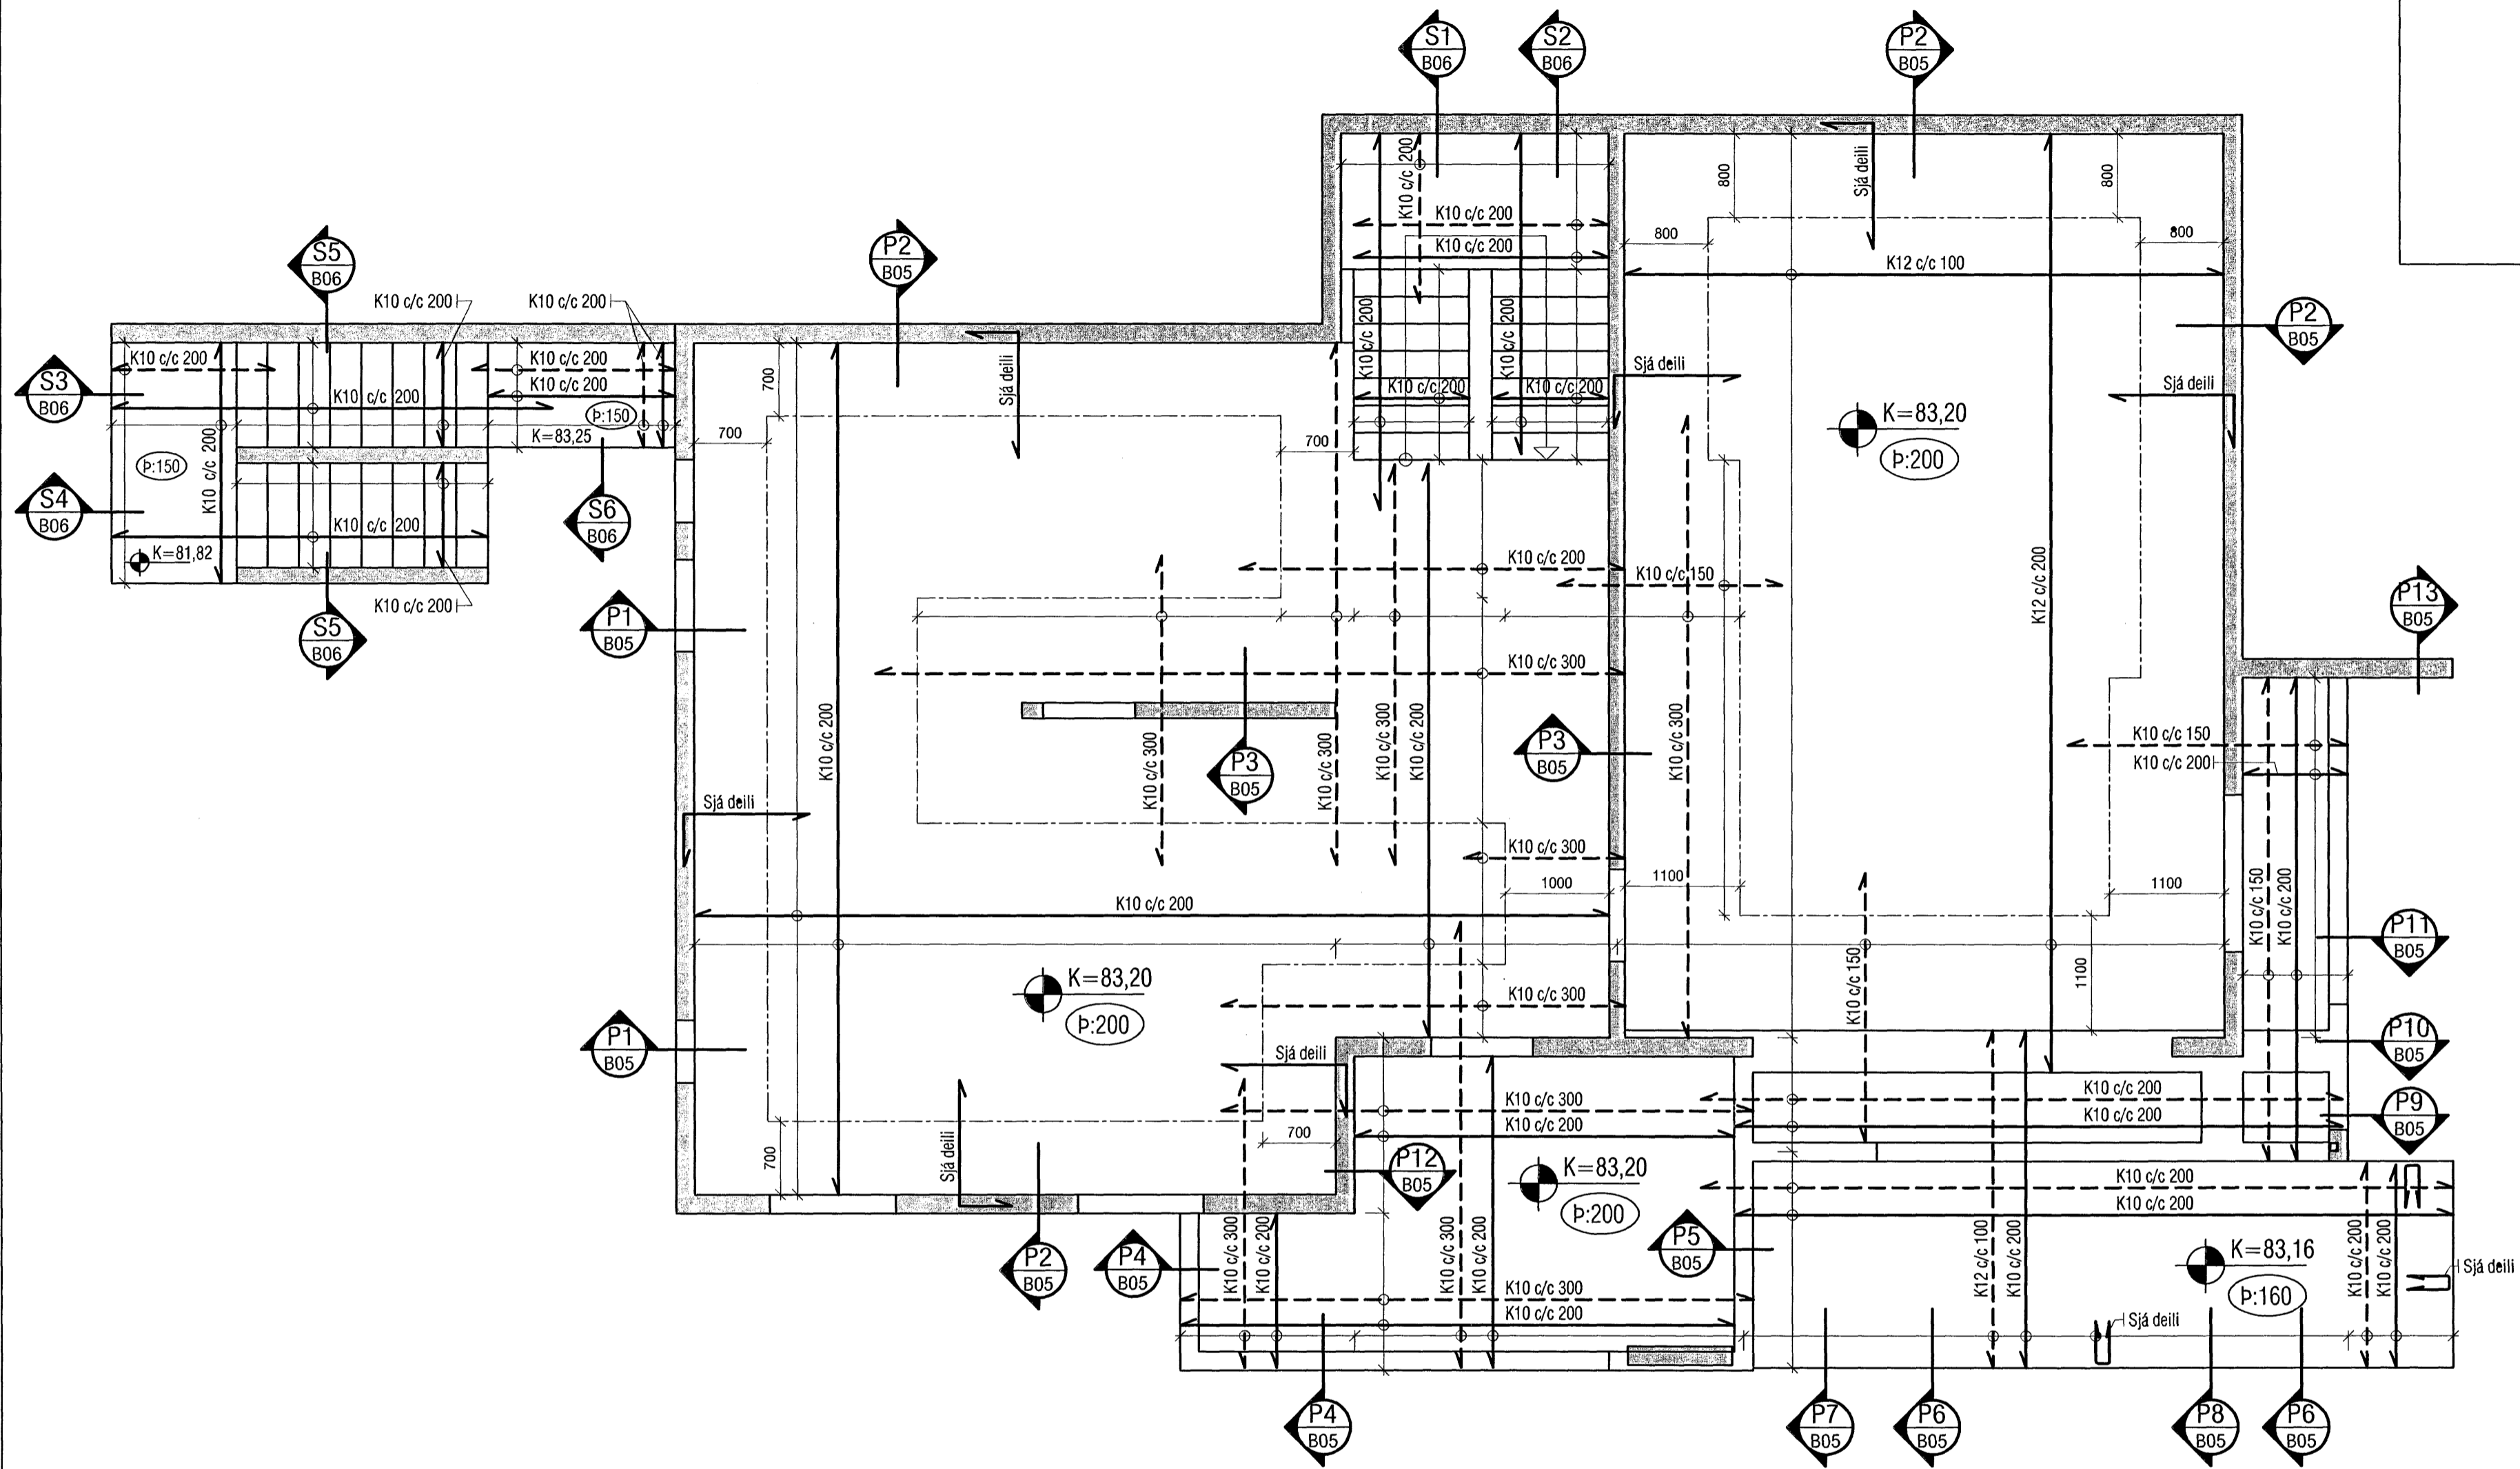 S1
B06
S2
B06
P2
B05
K10 c/c 200
K10 c/c 200
K10 c/c 200
Sjá deili
800
800
800
800
K12 c/c 100
P2
B05
S5
B06
P2
B05
K10 c/c 200
K10 c/c 200
K10 c/c 200
K10 c/c 200
K10 c/c 200
K10 c/c 200
S3
B06
K10 c/c 200
Þ:150
K=83,25
K10 c/c 200
Þ:150
S4
B06
K10 c/c 200
K=81,82
K10 c/c 200
S5
B06
S6
B06
700
700
700
Sjá deili
K10 c/c 200
K10 c/c 200
K10 c/c 200
K10 c/c 200
Sjá deili
Sjá deili
K=83,20
Þ:200
P1
B05
K10 c/c 200
K10 c/c 150
K12 c/c 200
P13
B05
K10 c/c 300
K10 c/c 200
K10 c/c 300
K10 c/c 300
K10 c/c 300
K10 c/c 200
K10 c/c 300
P3
B05
P3
B05
K10 c/c 150
K10 c/c 200
Sjá deili
K10 c/c 300
1000
1100
1100
1100
K10 c/c 200
K10 c/c 150
K10 c/c 150
K10 c/c 200
P11
B05
K=83,20
Þ:200
K10 c/c 300
P1
B05
Sjá deili
P10
B05
K10 c/c 300
K10 c/c 200
K10 c/c 200
K10 c/c 200
P9
B05
700
700
Sjá deili
P12
B05
K=83,20
Þ:200
K10 c/c 200
K10 c/c 200
P2
B05
P4
B05
K10 c/c 300
K10 c/c 200
K10 c/c 300
K10 c/c 200
P5
B05
K12 c/c 100
K10 c/c 200
K=83,16
Þ:160
K10 c/c 200
K10 c/c 200
Sjá deili
K10 c/c 300
K10 c/c 200
Sjá deili
P4
B05
P7
B05
P6
B05
P8
B05
P6
B05